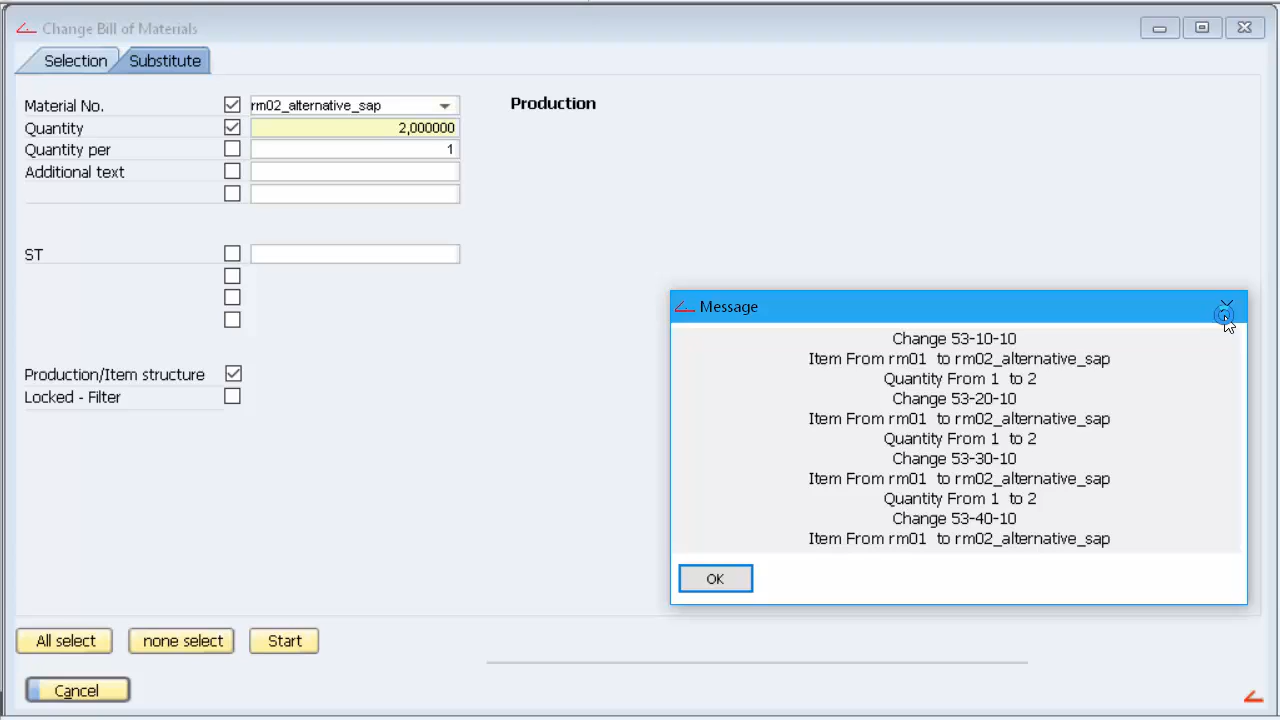 Change Bill of Materials
Selection
Substitute
Material No.
rm02_alternative_sap
Production
Quantity
2,000000
Quantity per
1
Additional text
ST
Production/Item structure
Locked - Filter
Message
Change 53-10-10
Item From rm01 to rm02_alternative_sap
Quantity From 1 to 2
Change 53-20-10
Item From rm01 to rm02_alternative_sap
Quantity From 1 to 2
Change 53-30-10
Item From rm01 to rm02_alternative_sap
Quantity From 1 to 2
Change 53-40-10
Item From rm01 to rm02_alternative_sap
OK
All select
none select
Start
Cancel